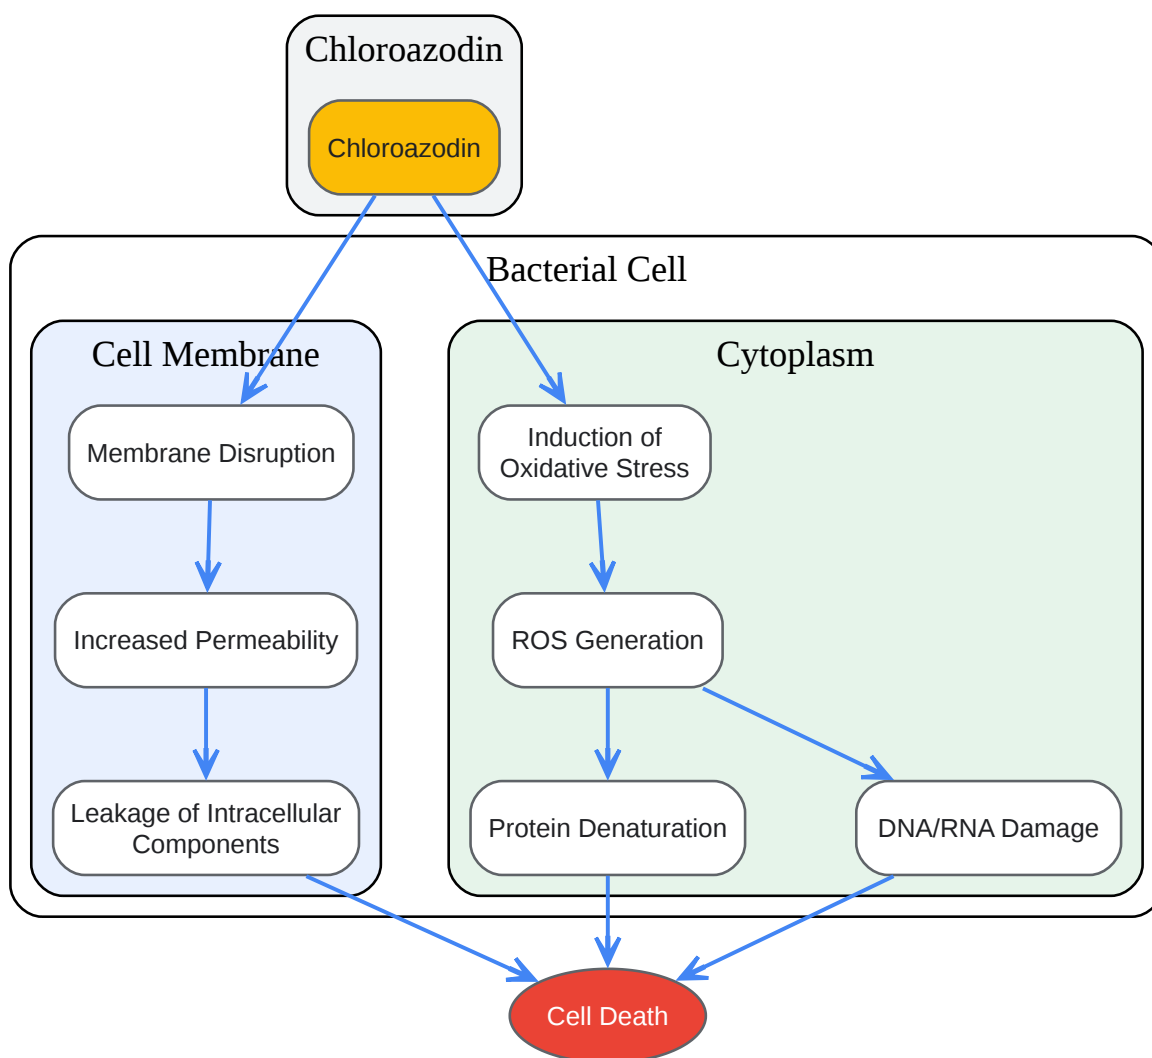 Chloroazodin
Chloroazodin
Bacterial Cell
Cell Membrane
Cytoplasm
Membrane Disruption
Induction of
Oxidative Stress
Increased Permeability
ROS Generation
Leakage of Intracellular
Components
Protein Denaturation
DNA/RNA Damage
Cell Death